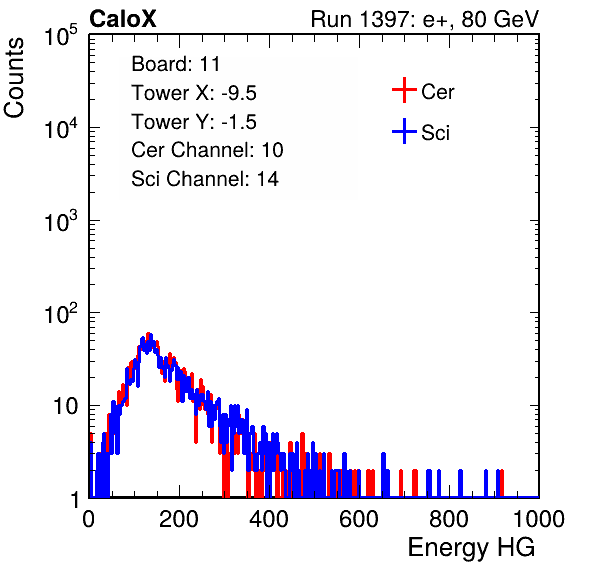 CaloX Run 1397: e+, 80 GeV
Counts
Board: 11
Tower X: -9.5
Tower Y: -1.5
Cer Channel: 10
Sci Channel: 14
Cer
Sci
10^5
10^4
10^3
10^2
10
1
0 200 400 600 800 1000
Energy HG